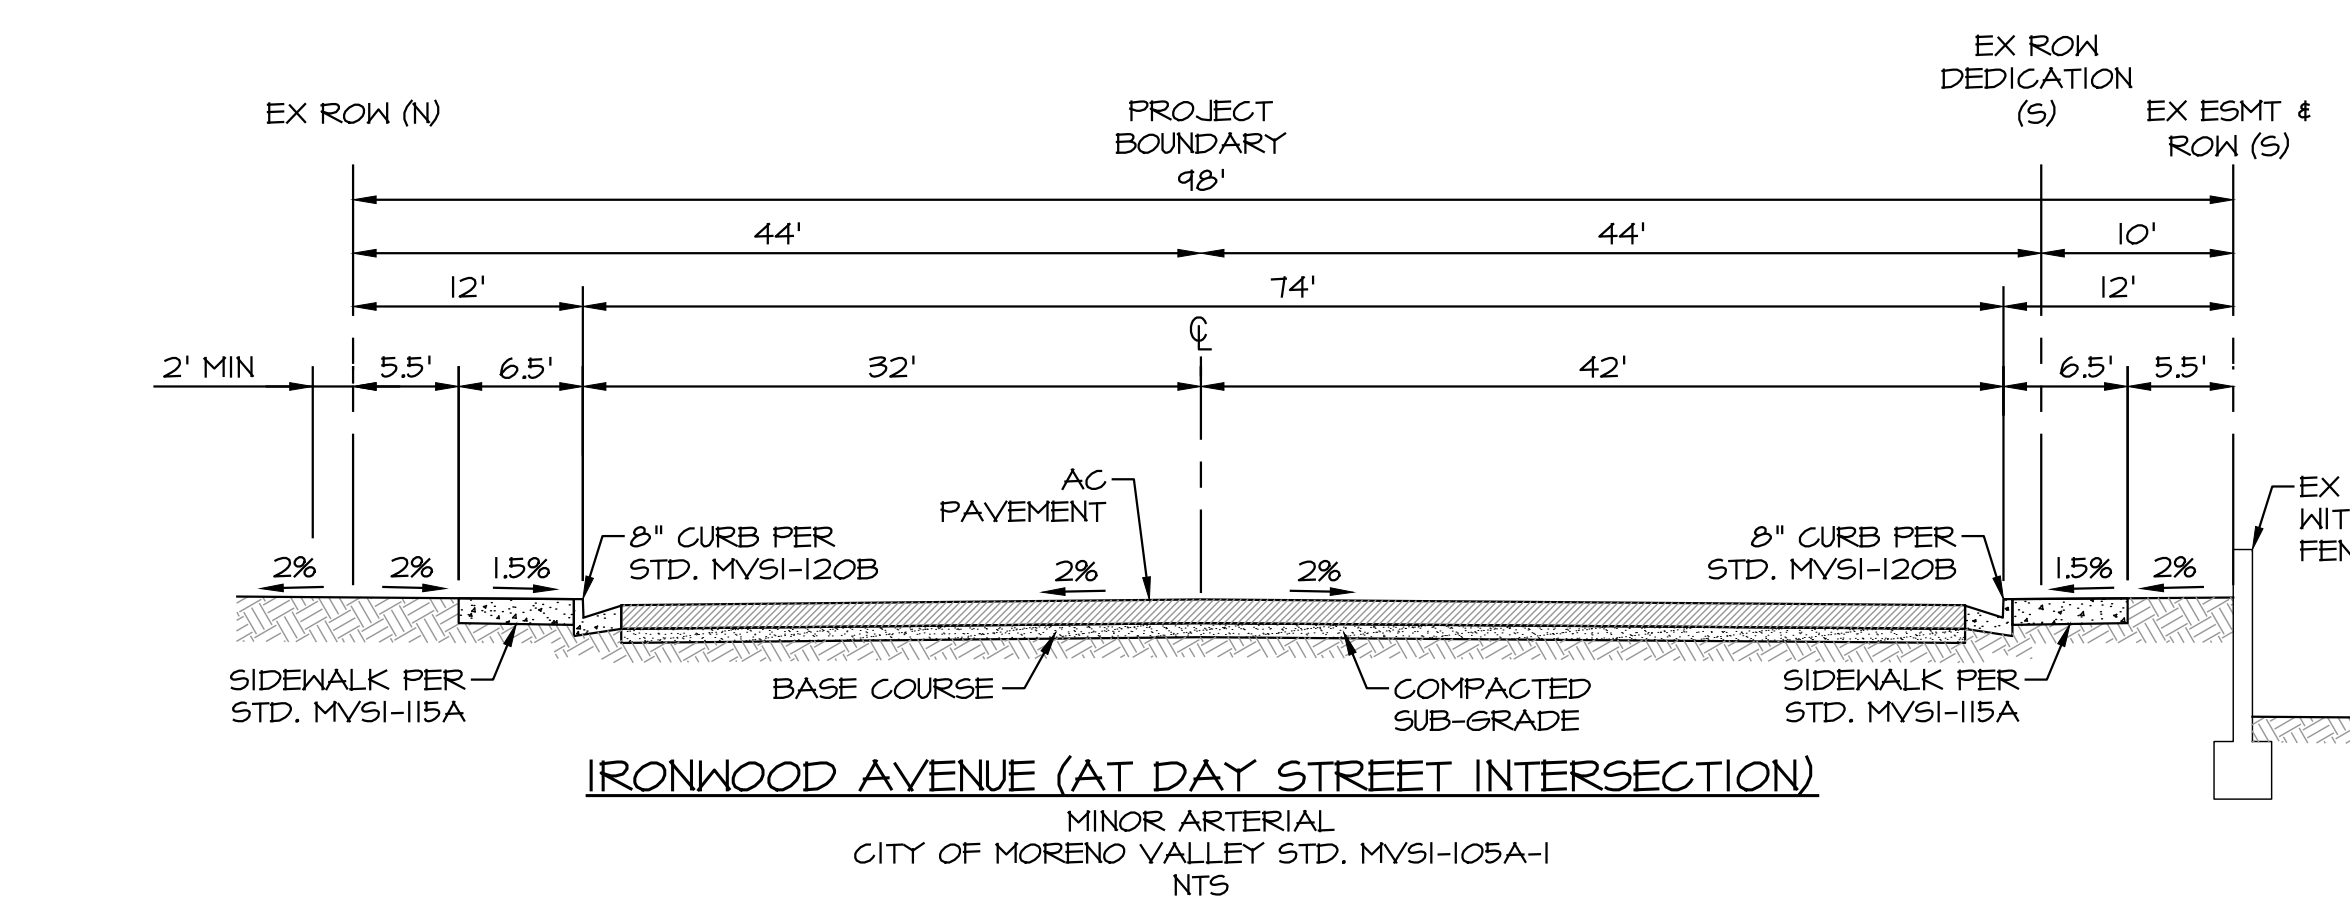 EX ROW (N)
PROJECT
BOUNDARY
EX ROW
DEDICATION
(S)
EX ESMT &
ROW (S)
98'
44'
44'
10'
12'
74'
12'
℄
2' MIN
5.5'
6.5'
32'
42'
6.5'
5.5'
AC
PAVEMENT
8" CURB PER
STD. MVSI-120B
8" CURB PER
STD. MVSI-120B
EX
WIT
FEN
2%
2%
1.5%
2%
2%
1.5%
2%
SIDEWALK PER
STD. MVSI-115A
BASE COURSE
COMPACTED
SUB-GRADE
SIDEWALK PER
STD. MVSI-115A
IRONWOOD AVENUE (AT DAY STREET INTERSECTION)
MINOR ARTERIAL
CITY OF MORENO VALLEY STD. MVSI-105A-1
NTS